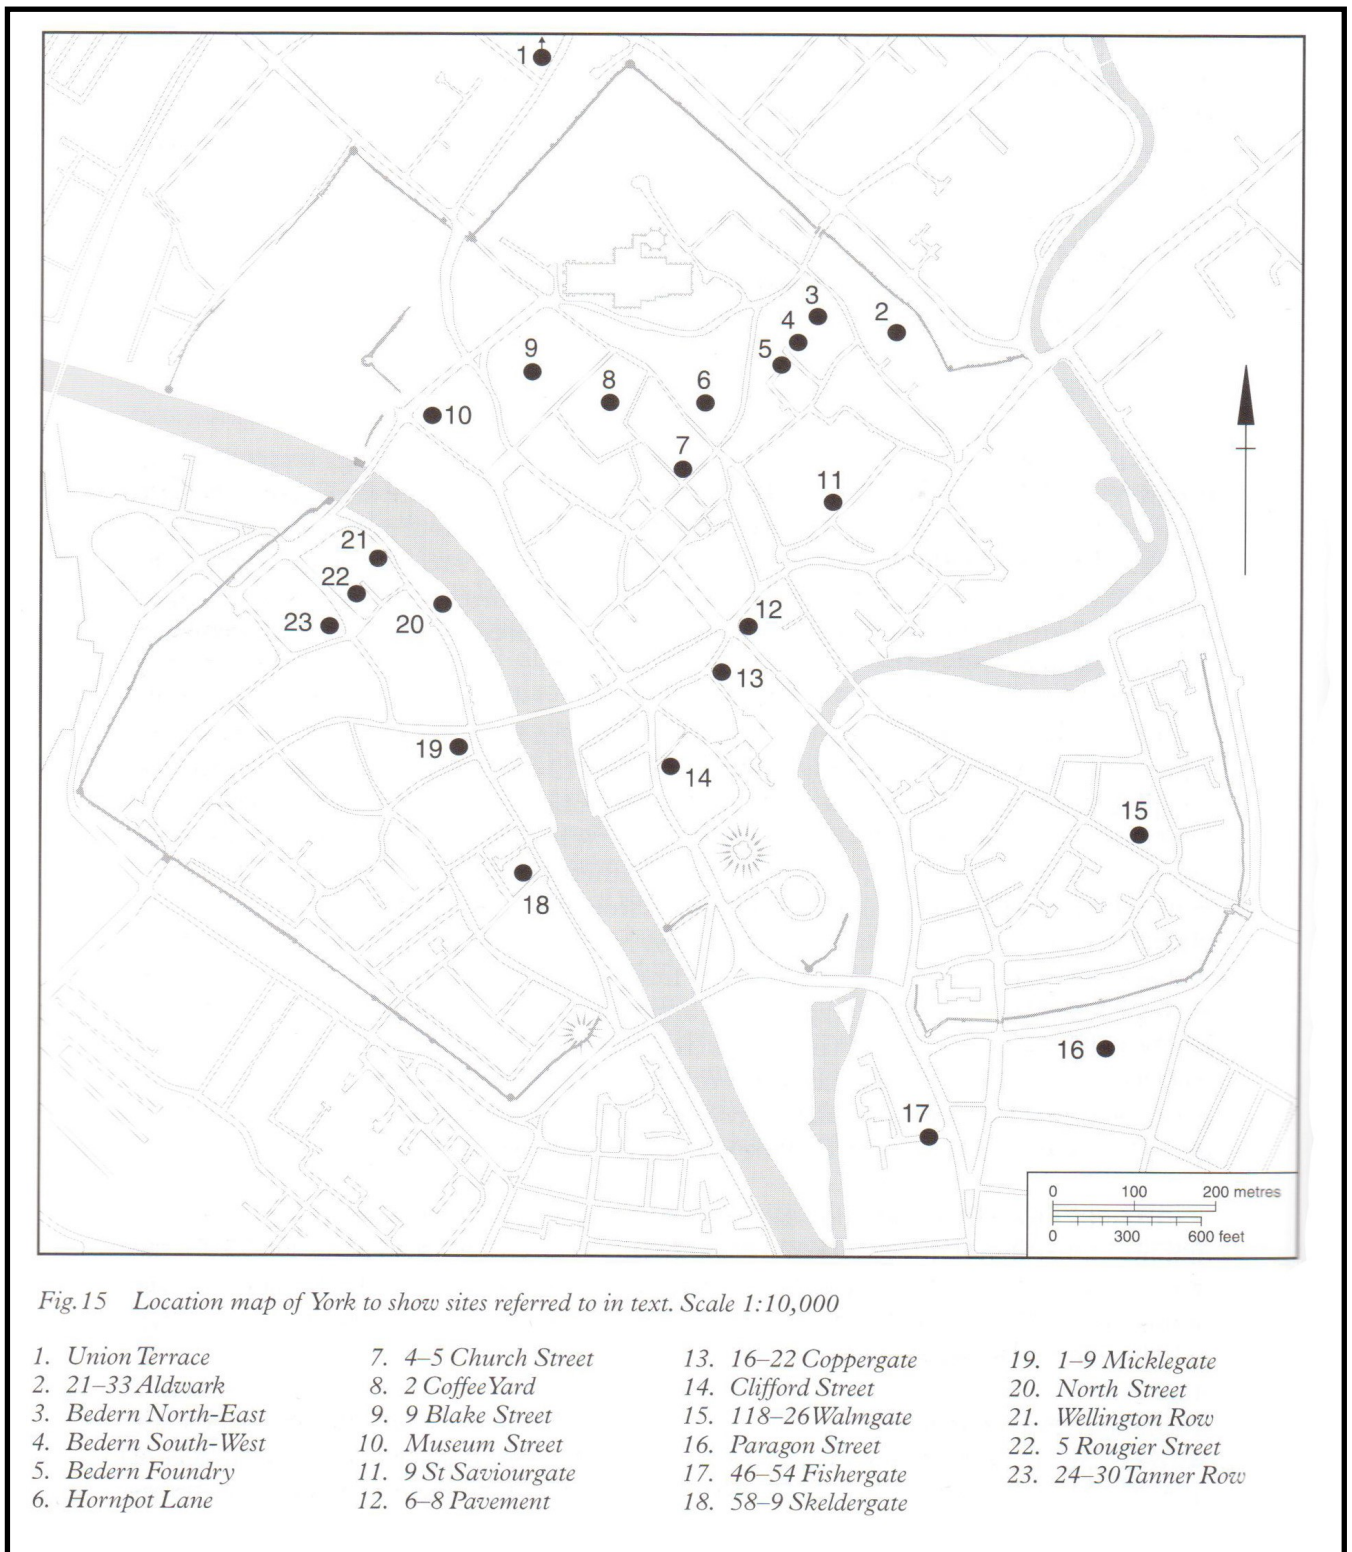 1
3
2
4
5
9
8
6
10
7
11
21
22
23
20
12
13
19
14
15
18
16
17
0 100 200 metres
0 300 600 feet
Fig.15 Location map of York to show sites referred to in text. Scale 1:10,000
1. Union Terrace
2. 21–33 Aldwark
3. Bedern North-East
4. Bedern South-West
5. Bedern Foundry
6. Hornpot Lane
7. 4–5 Church Street
8. 2 Coffee Yard
9. 9 Blake Street
10. Museum Street
11. 9 St Saviourgate
12. 6–8 Pavement
13. 16–22 Coppergate
14. Clifford Street
15. 118–26 Walmgate
16. Paragon Street
17. 46–54 Fishergate
18. 58–9 Skeldergate
19. 1–9 Micklegate
20. North Street
21. Wellington Row
22. 5 Rougier Street
23. 24–30 Tanner Row